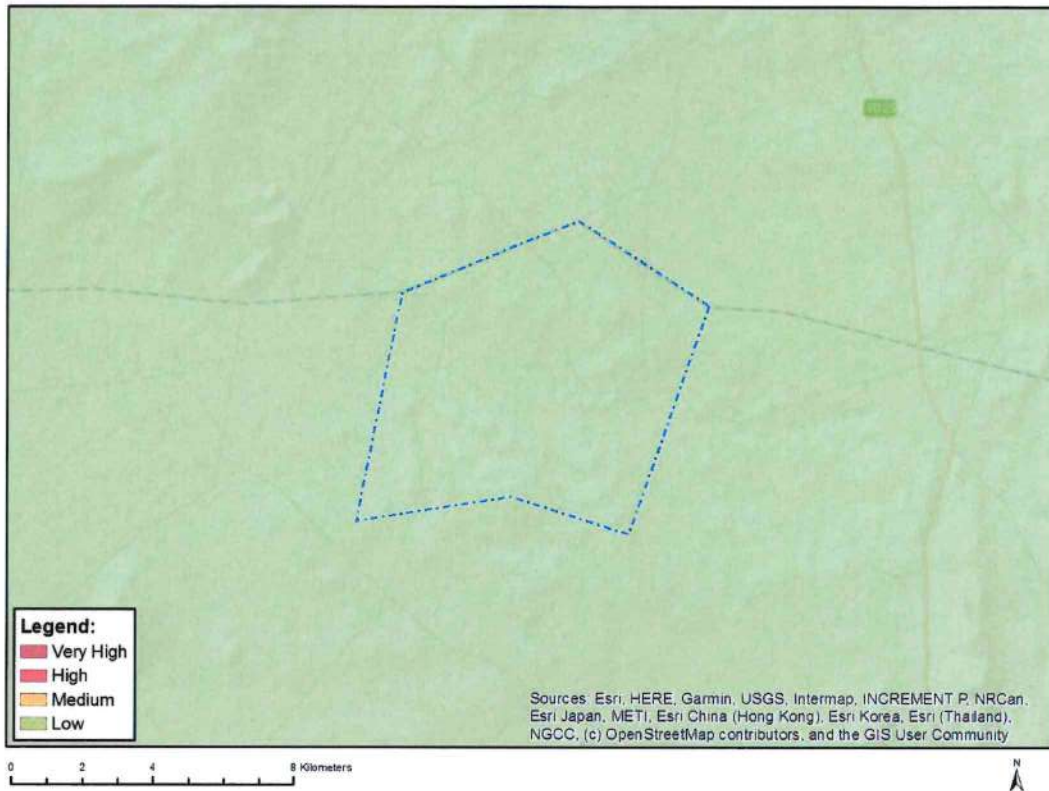 Legend:
Very High
High
Medium
Low
Sources: Esri, HERE, Garmin, USGS, Intermap, INCREMENT P, NRCan,
Esri Japan, METI, Esri China (Hong Kong), Esri Korea, Esri (Thailand),
NGCC, (c) OpenStreetMap contributors, and the GIS User Community
0 2 4 8 Kilometers
N